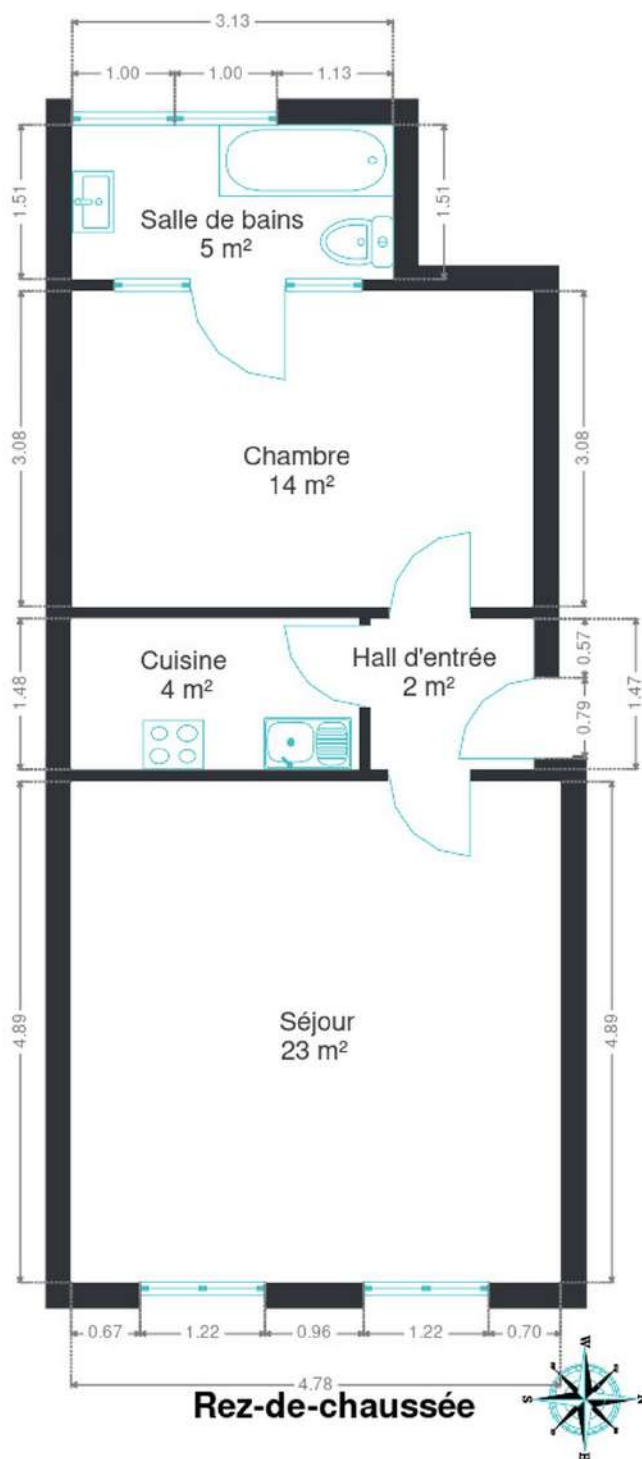 3.13
1.00 1.00 1.13
1.51
1.51
Salle de bains
5 m²
3.08
3.08
Chambre
14 m²
1.48
Cuisine
4 m²
Hall d'entrée
2 m²
0.57
0.79
1.47
4.89
4.89
Séjour
23 m²
0.67 1.22 0.96 1.22 0.70
4.78
Rez-de-chaussée
W
S
N
E